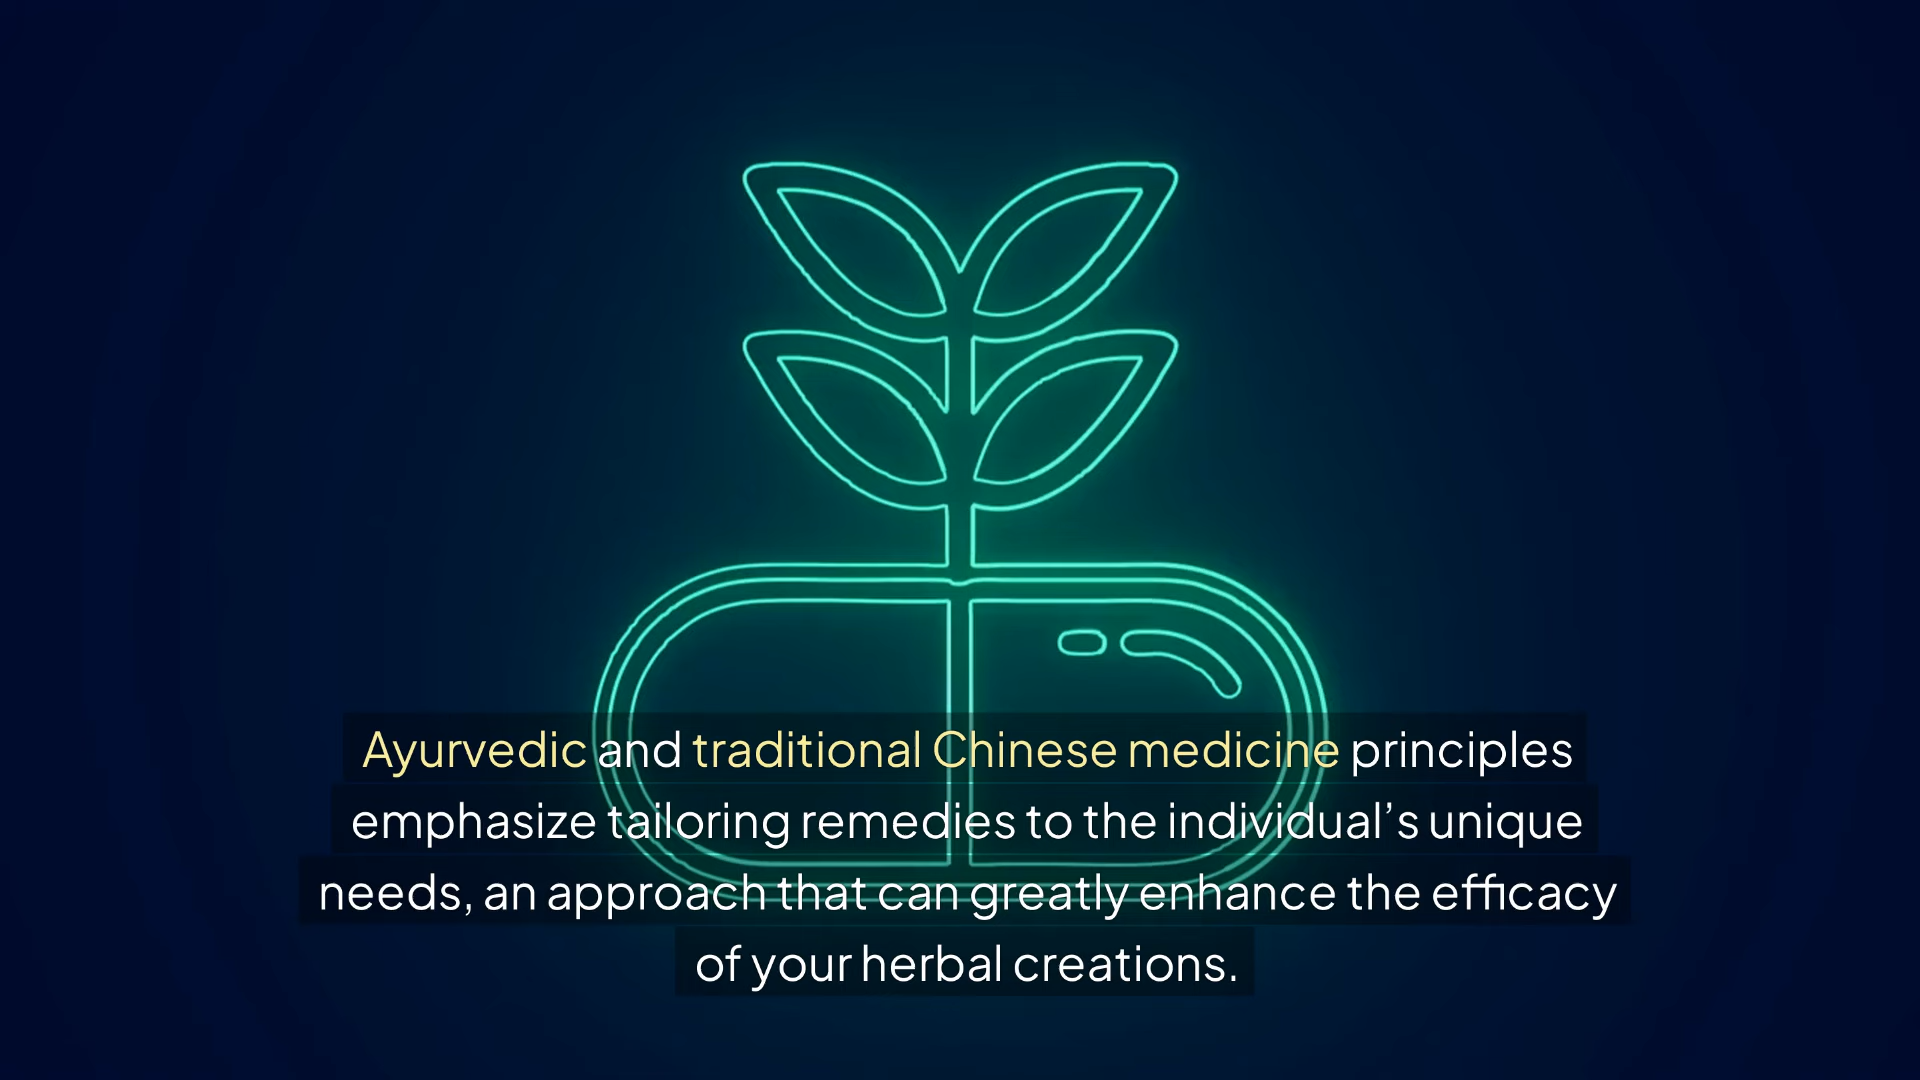 Ayurvedic and traditional Chinese medicine principles
emphasize tailoring remedies to the individual’s unique
needs, an approach that can greatly enhance the efficacy
of your herbal creations.